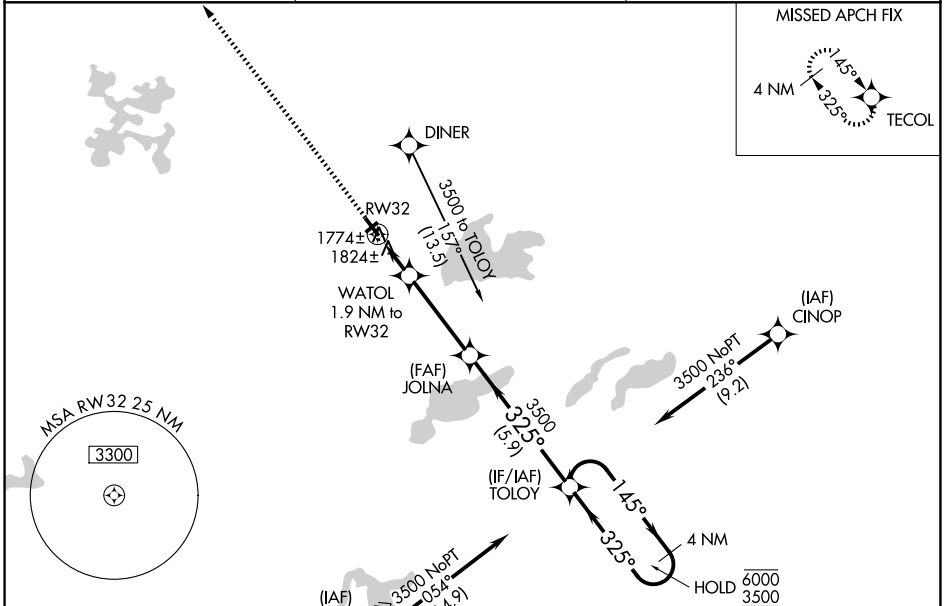 MISSED APCH FIX
4 NM
145°
325°
TECOL
DINER
3500 to TOLOY
157°
(13.5)
RW32
1774±
1824±
WATOL
1.9 NM to
RW32
(IAF)
CINOP
3500 NoPT
236°
(9.2)
(FAF)
JOLNA
3500
325°
(5.9)
MSA RW32 25 NM
3300
(IF/IAF)
TOLOY
145°
325°
4 NM
HOLD 6000
3500
(IAF)
3500 NoPT
054°